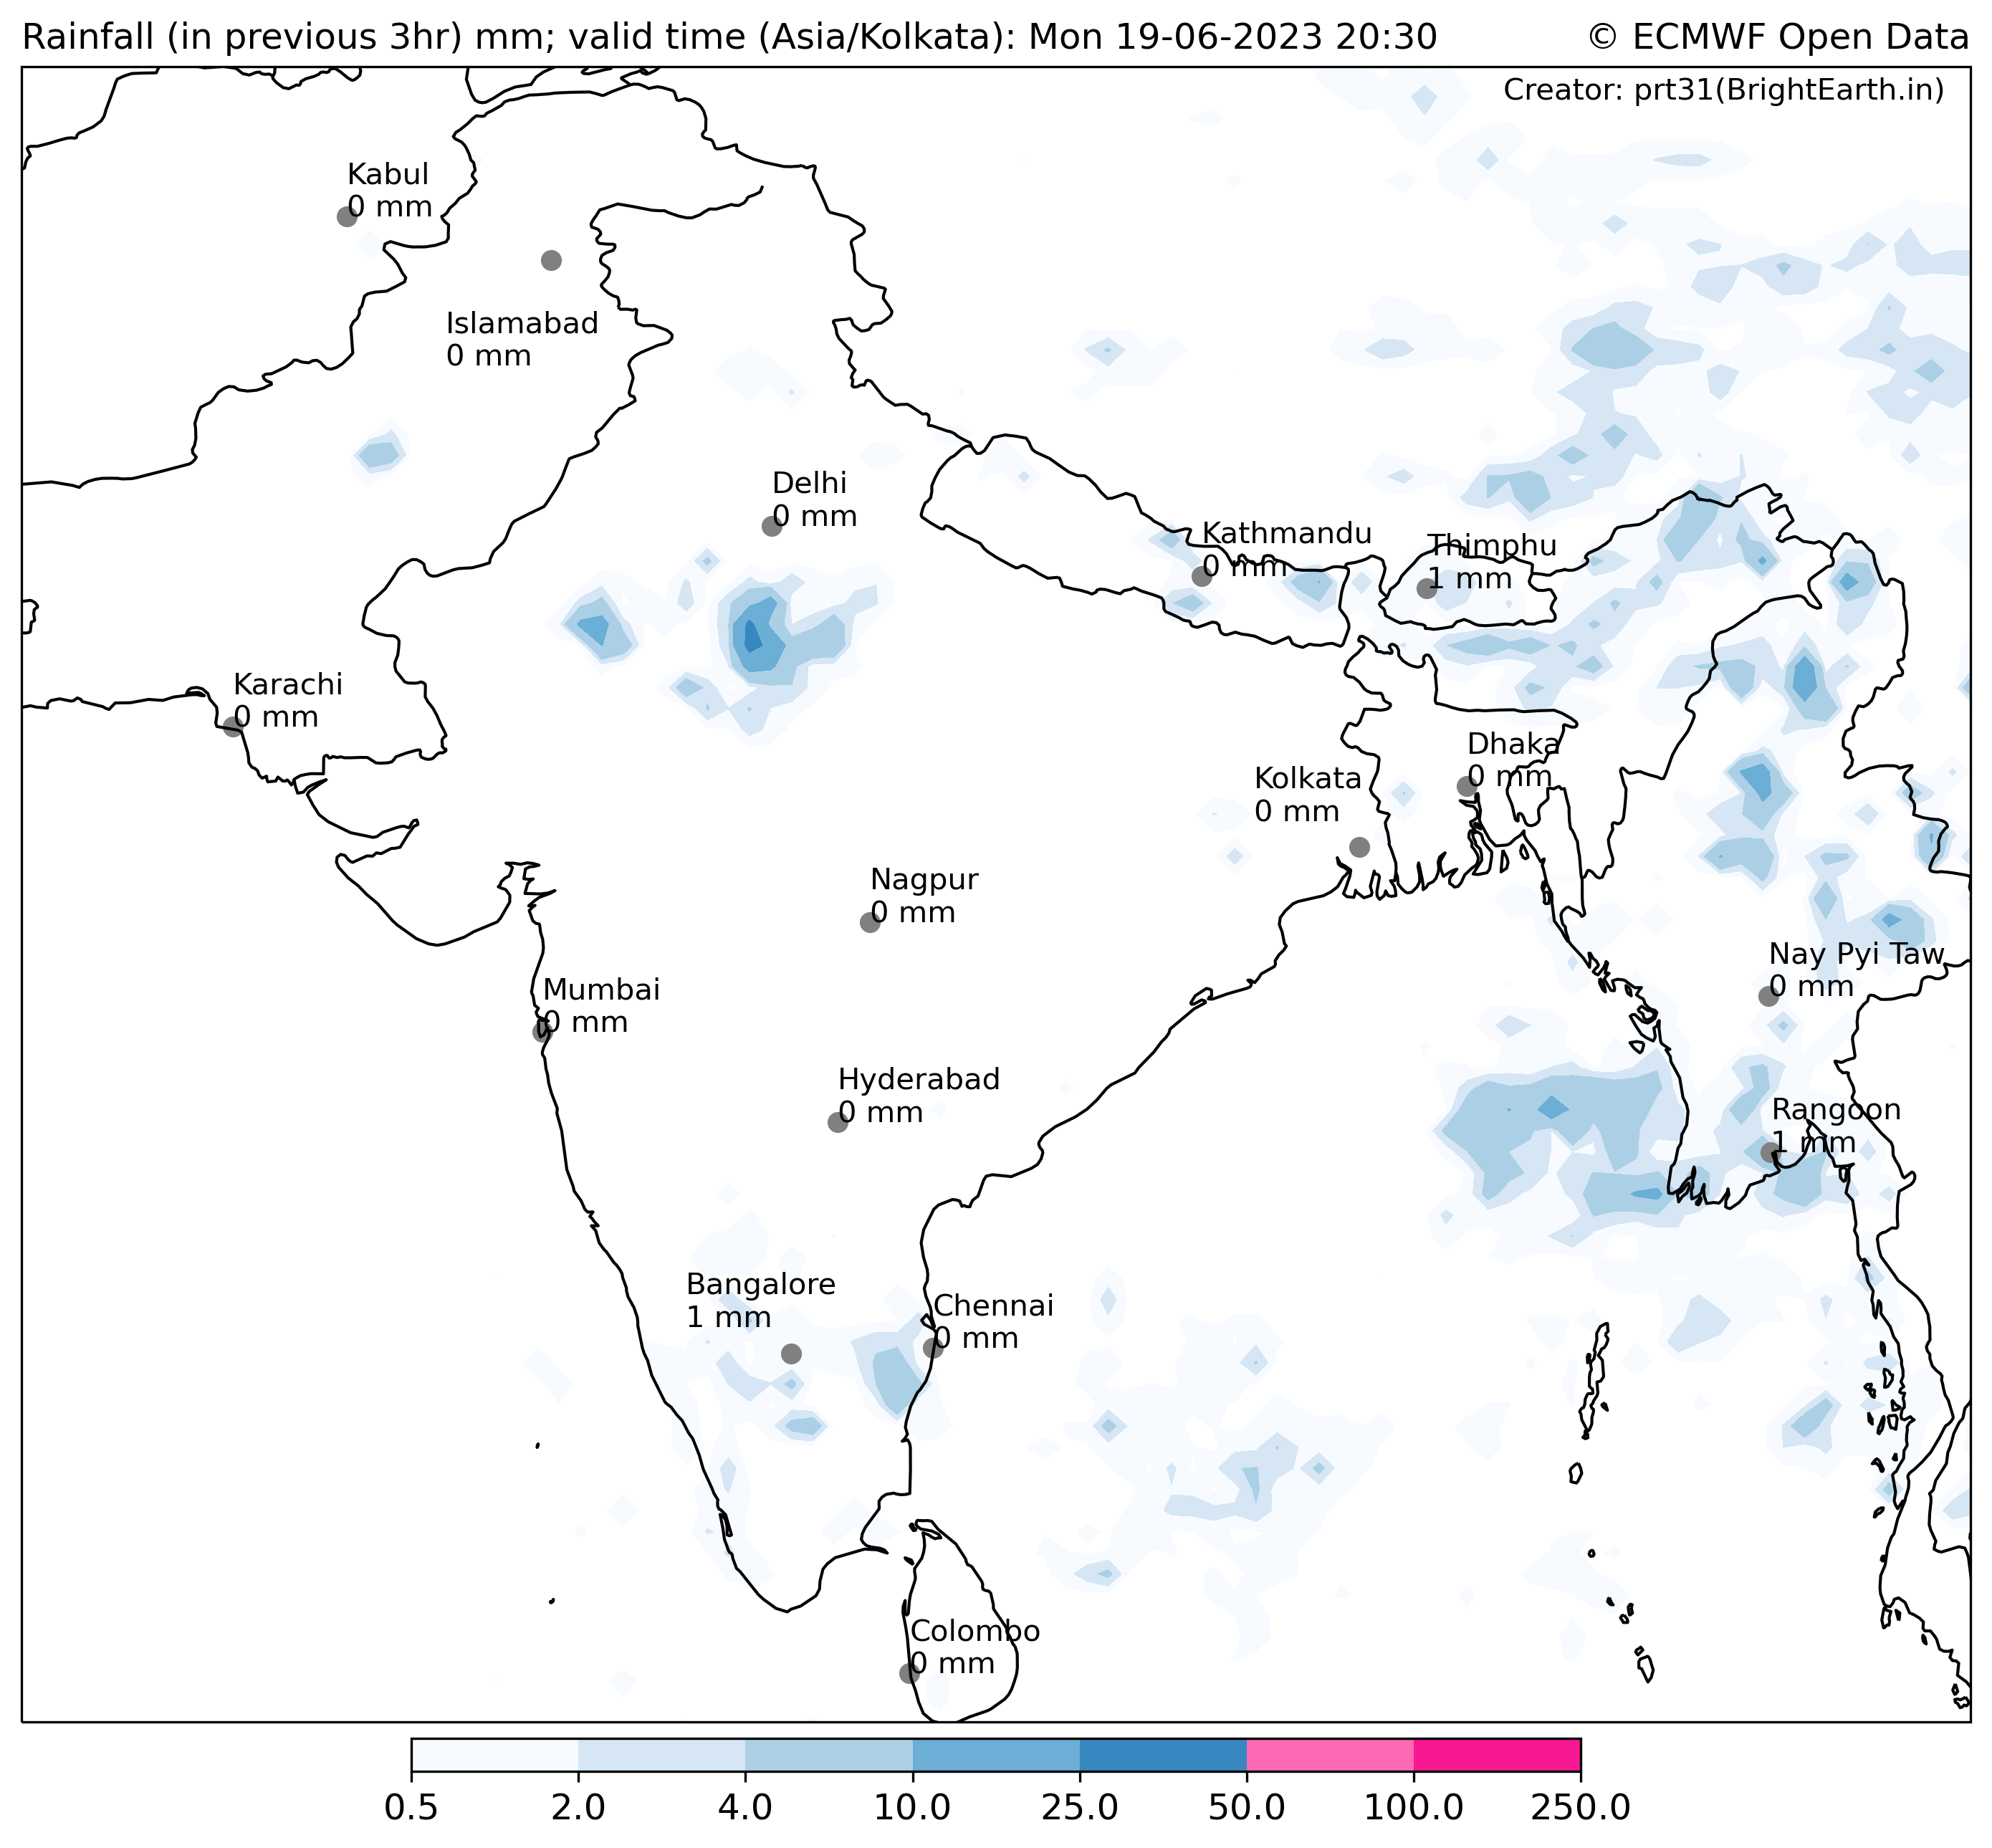 Rainfall (in previous 3hr) mm; valid time (Asia/Kolkata): Mon 19-06-2023 20:30
© ECMWF Open Data
Creator: prt31(BrightEarth.in)
Kabul
0 mm
Islamabad
0 mm
Delhi
0 mm
Kathmandu
0 mm
Thimphu
1 mm
Karachi
0 mm
Dhaka
0 mm
Kolkata
0 mm
Nagpur
0 mm
Nay Pyi Taw
0 mm
Mumbai
0 mm
Hyderabad
0 mm
Rangoon
1 mm
Bangalore
1 mm
Chennai
0 mm
Colombo
0 mm
0.5 2.0 4.0 10.0 25.0 50.0 100.0 250.0